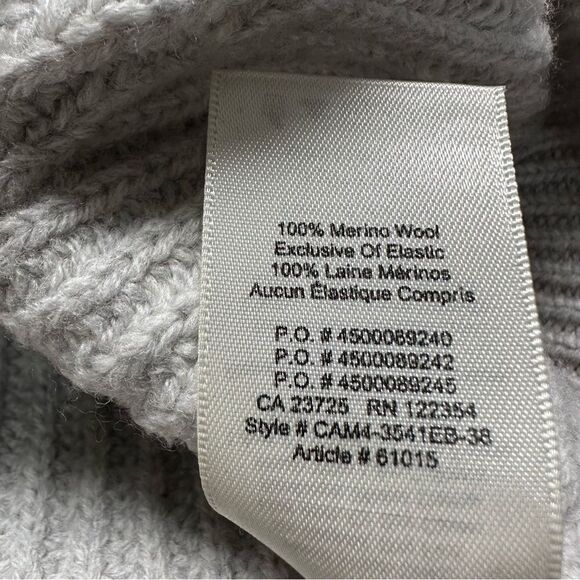 100% Merino Wool
Exclusive Of Elastic
100% Laine Mérinos
Aucun Élastique Compris
P.O. # 4500089240
P.O. # 4500089242
P.O. # 4500089245
CA 23725 RN 122354
Style # CAM4-3541EB-38
Article # 61015